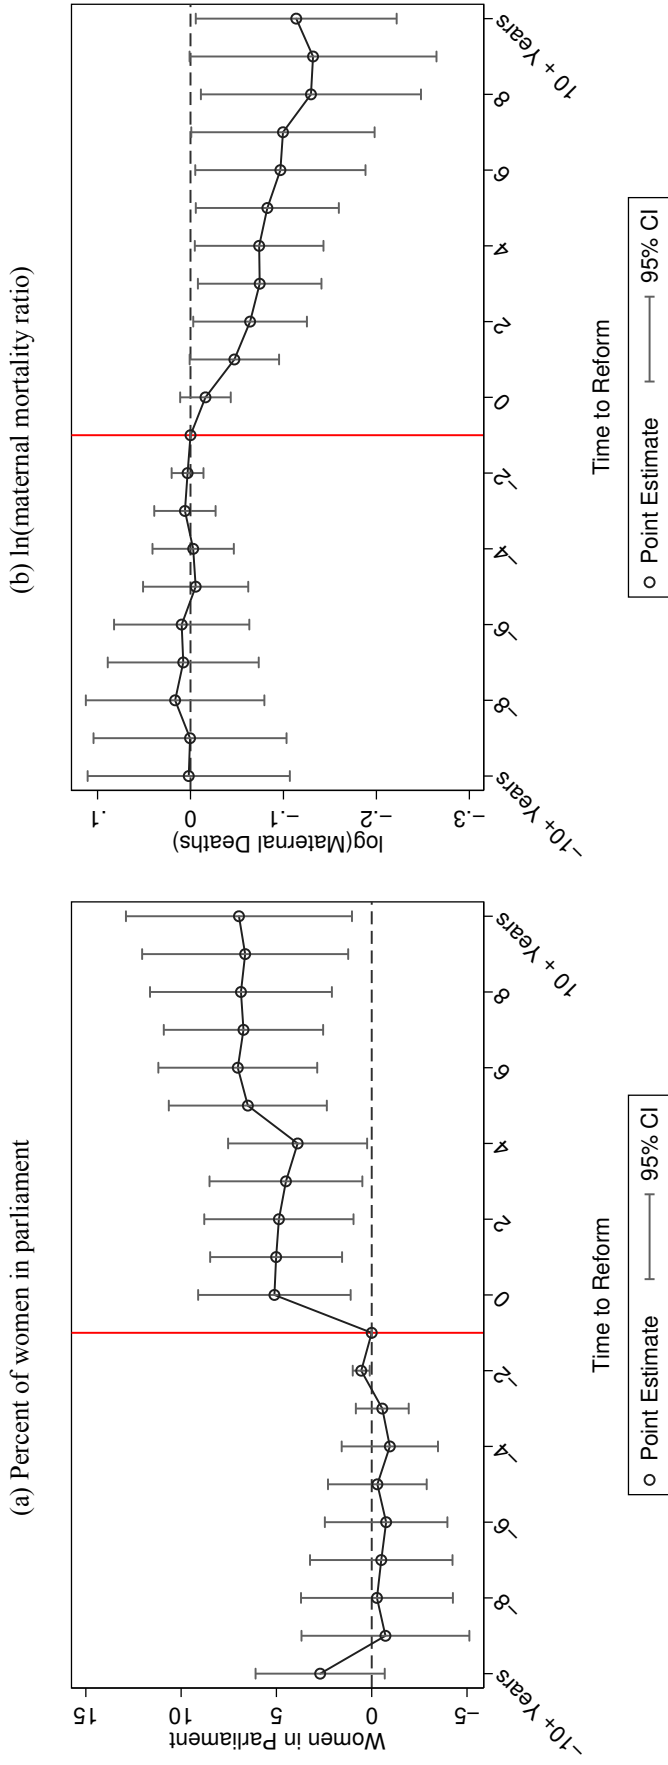 (a) Percent of women in parliament
Women in Parliament
15
10
5
0
−5
−10+ Years
−8
−6
−4
−2
0
2
4
6
8
10 + Years
Time to Reform
Point Estimate
95% CI
(b) ln(maternal mortality ratio)
log(Maternal Deaths)
.1
0
−.1
−.2
−.3
−10+ Years
−8
−6
−4
−2
0
2
4
6
8
10 + Years
Time to Reform
Point Estimate
95% CI